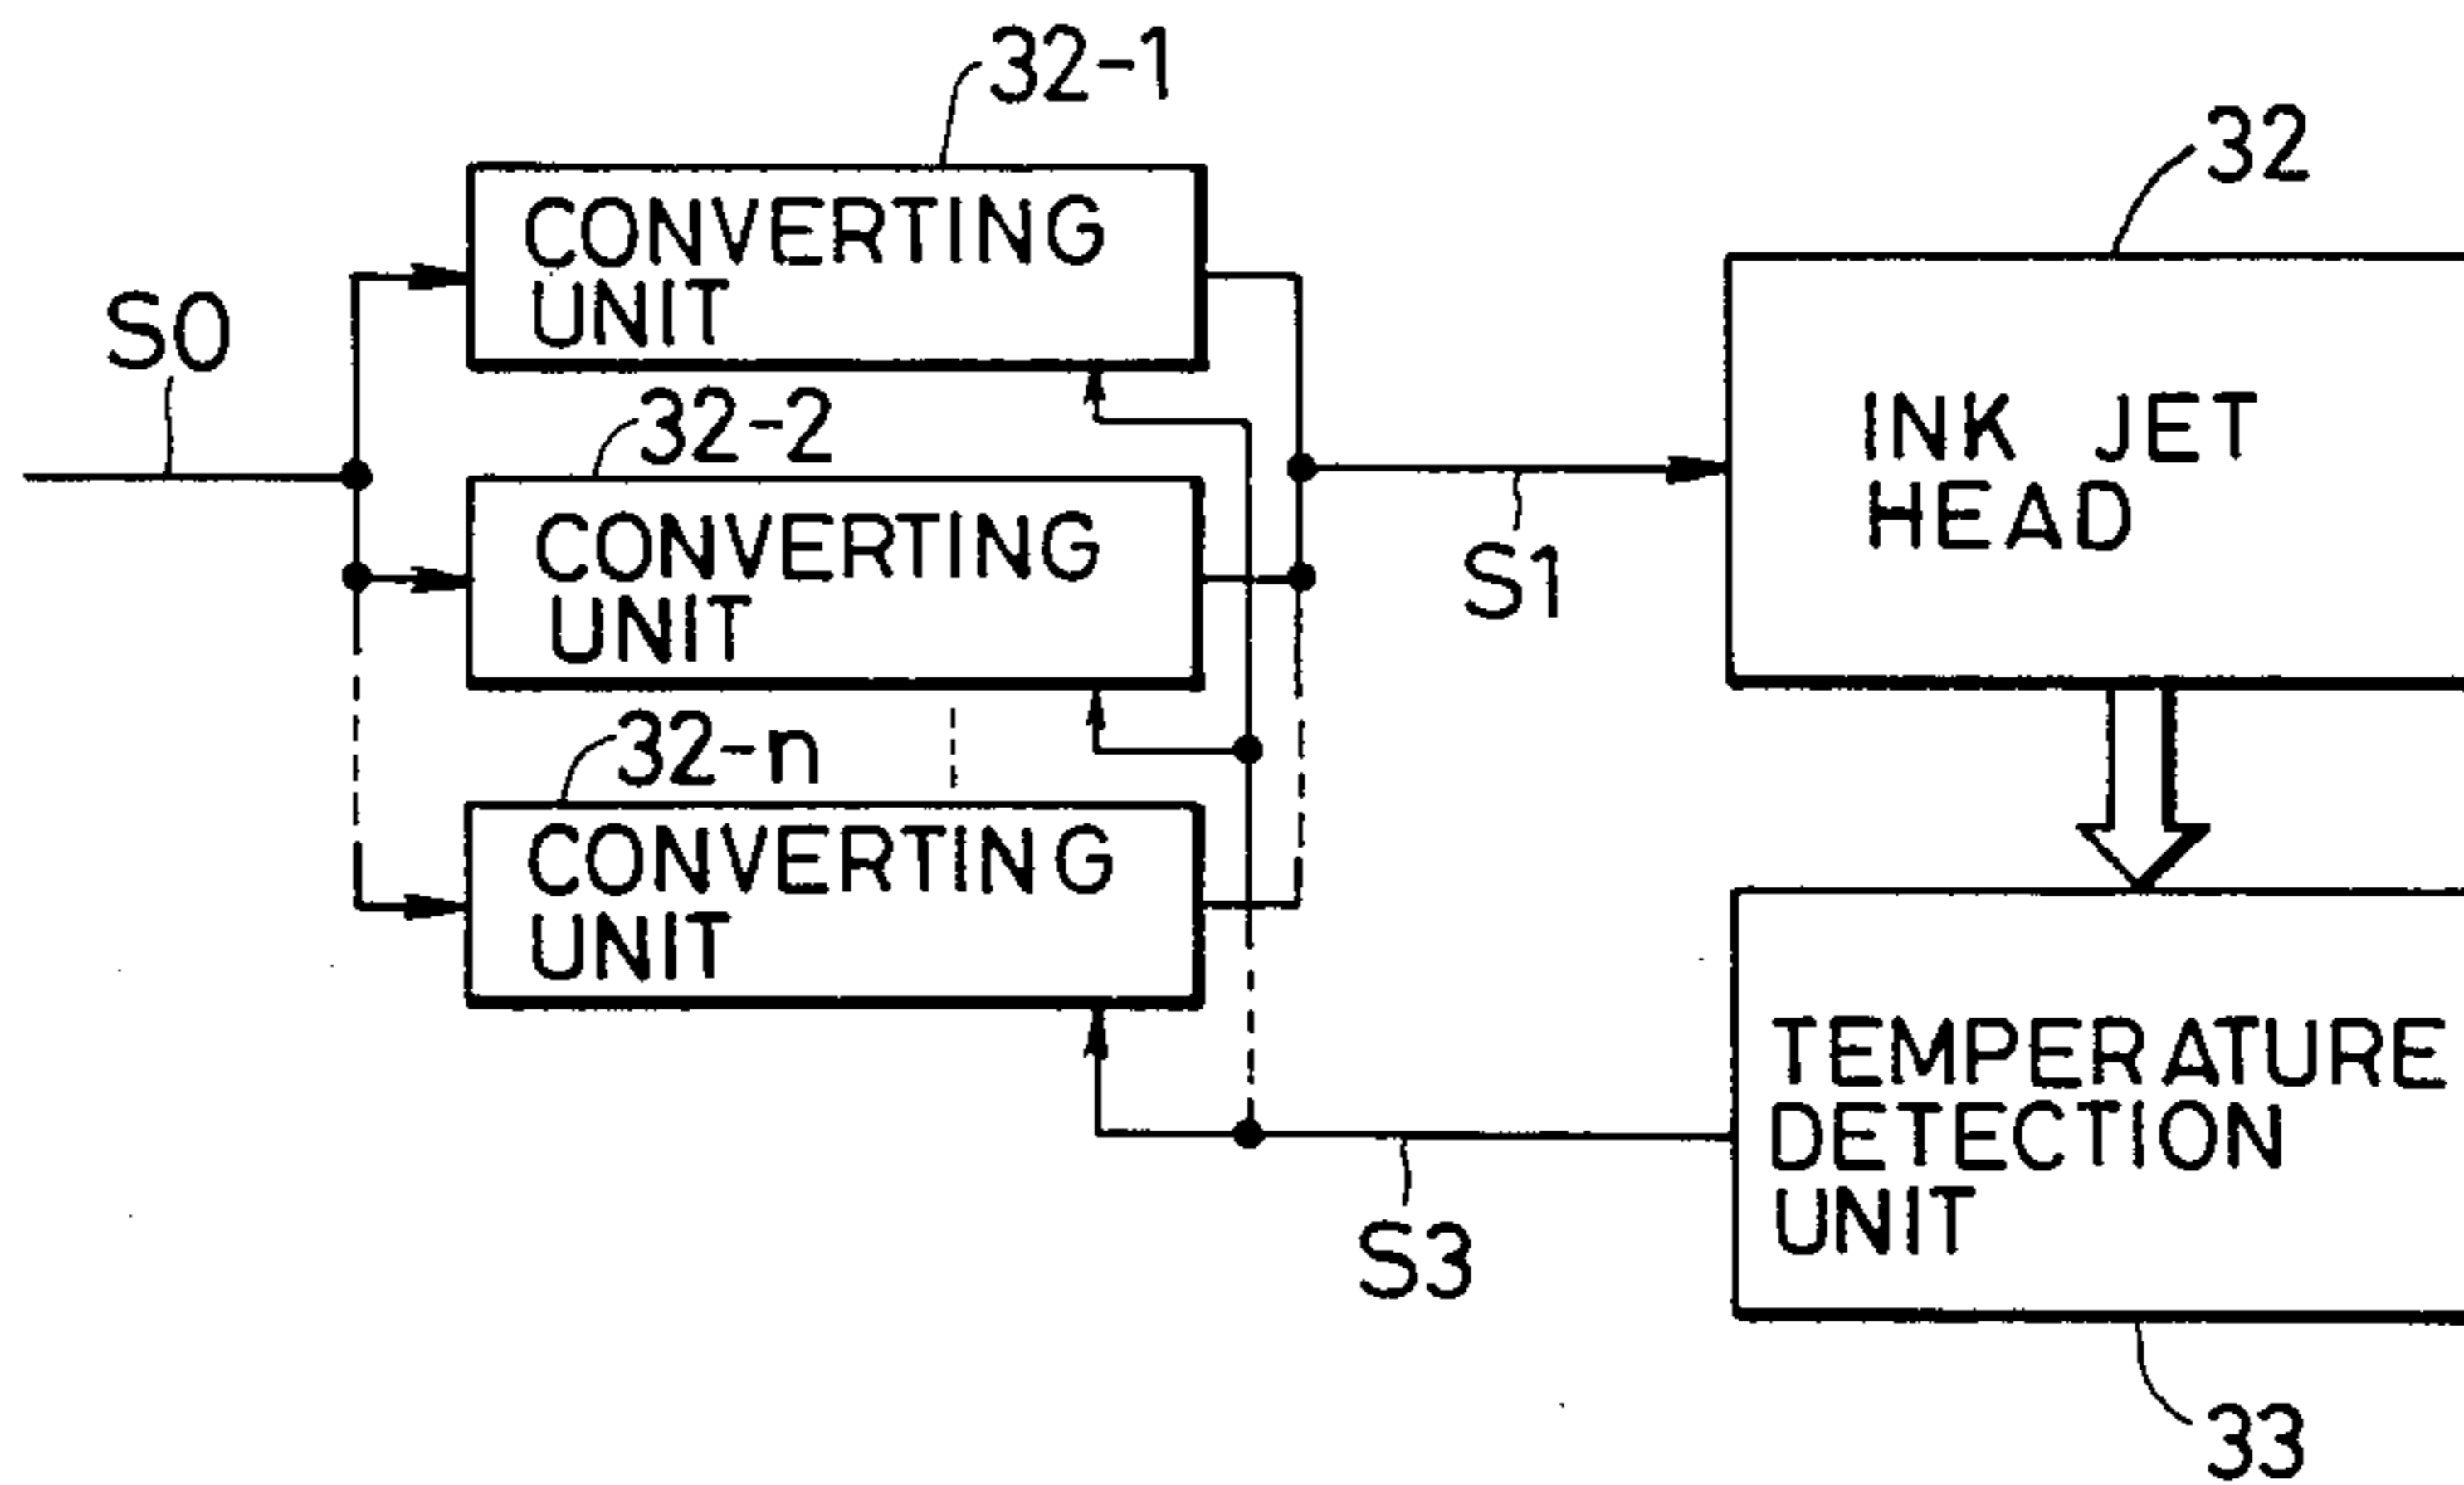 32-1
32
CONVERTING
UNIT
S0
32-2
INK JET
HEAD
CONVERTING
UNIT
S1
32-n
CONVERTING
UNIT
TEMPERATURE
DETECTION
UNIT
S3
33